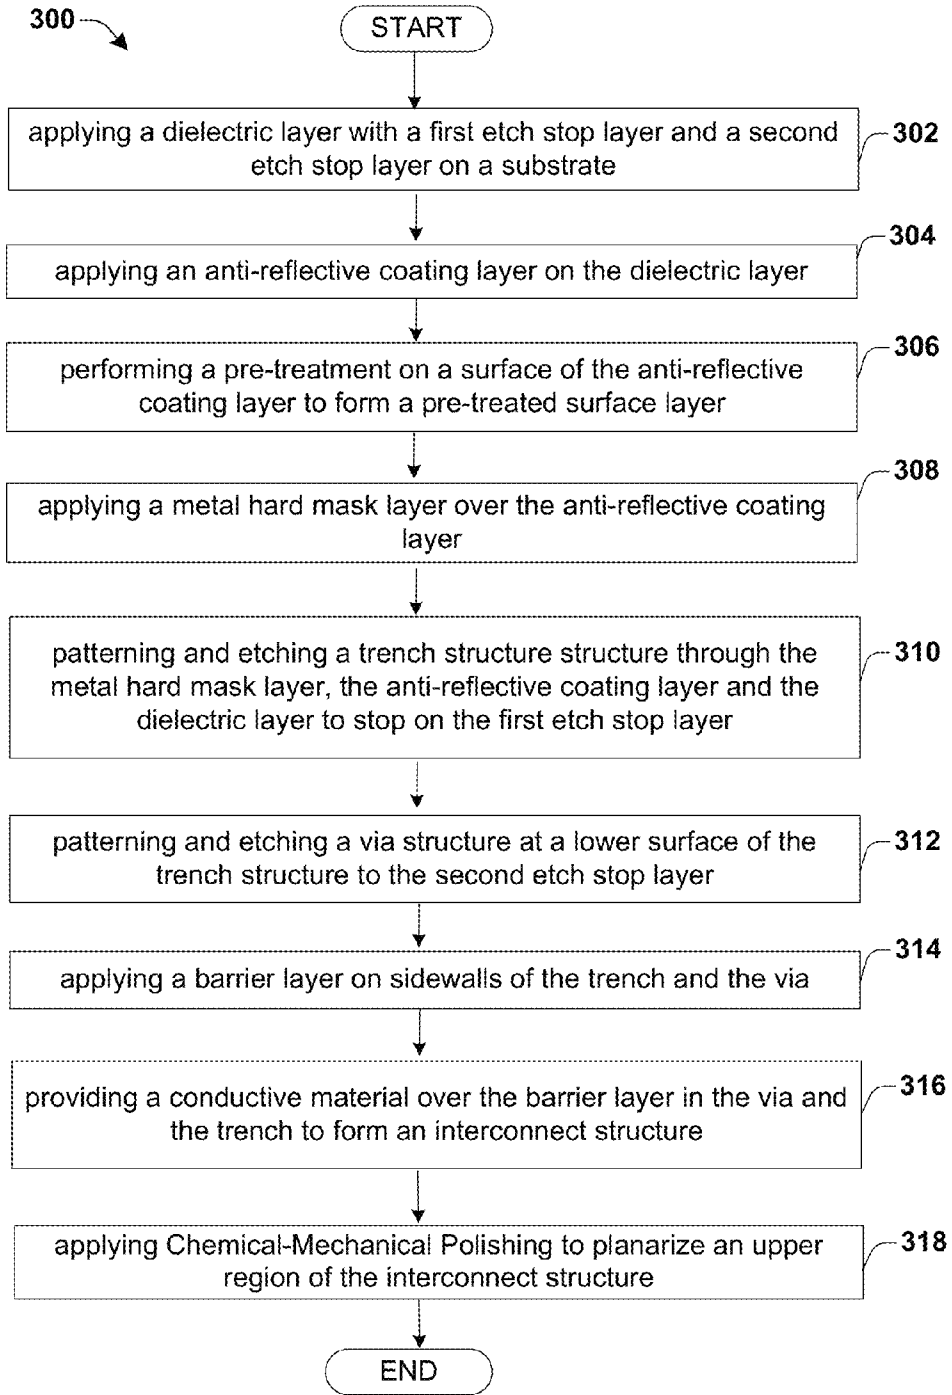 300
START
applying a dielectric layer with a first etch stop layer and a second
etch stop layer on a substrate
302
applying an anti-reflective coating layer on the dielectric layer
304
performing a pre-treatment on a surface of the anti-reflective
coating layer to form a pre-treated surface layer
306
applying a metal hard mask layer over the anti-reflective coating
layer
308
patterning and etching a trench structure structure through the
metal hard mask layer, the anti-reflective coating layer and the
dielectric layer to stop on the first etch stop layer
310
patterning and etching a via structure at a lower surface of the
trench structure to the second etch stop layer
312
applying a barrier layer on sidewalls of the trench and the via
314
providing a conductive material over the barrier layer in the via and
the trench to form an interconnect structure
316
applying Chemical-Mechanical Polishing to planarize an upper
region of the interconnect structure
318
END